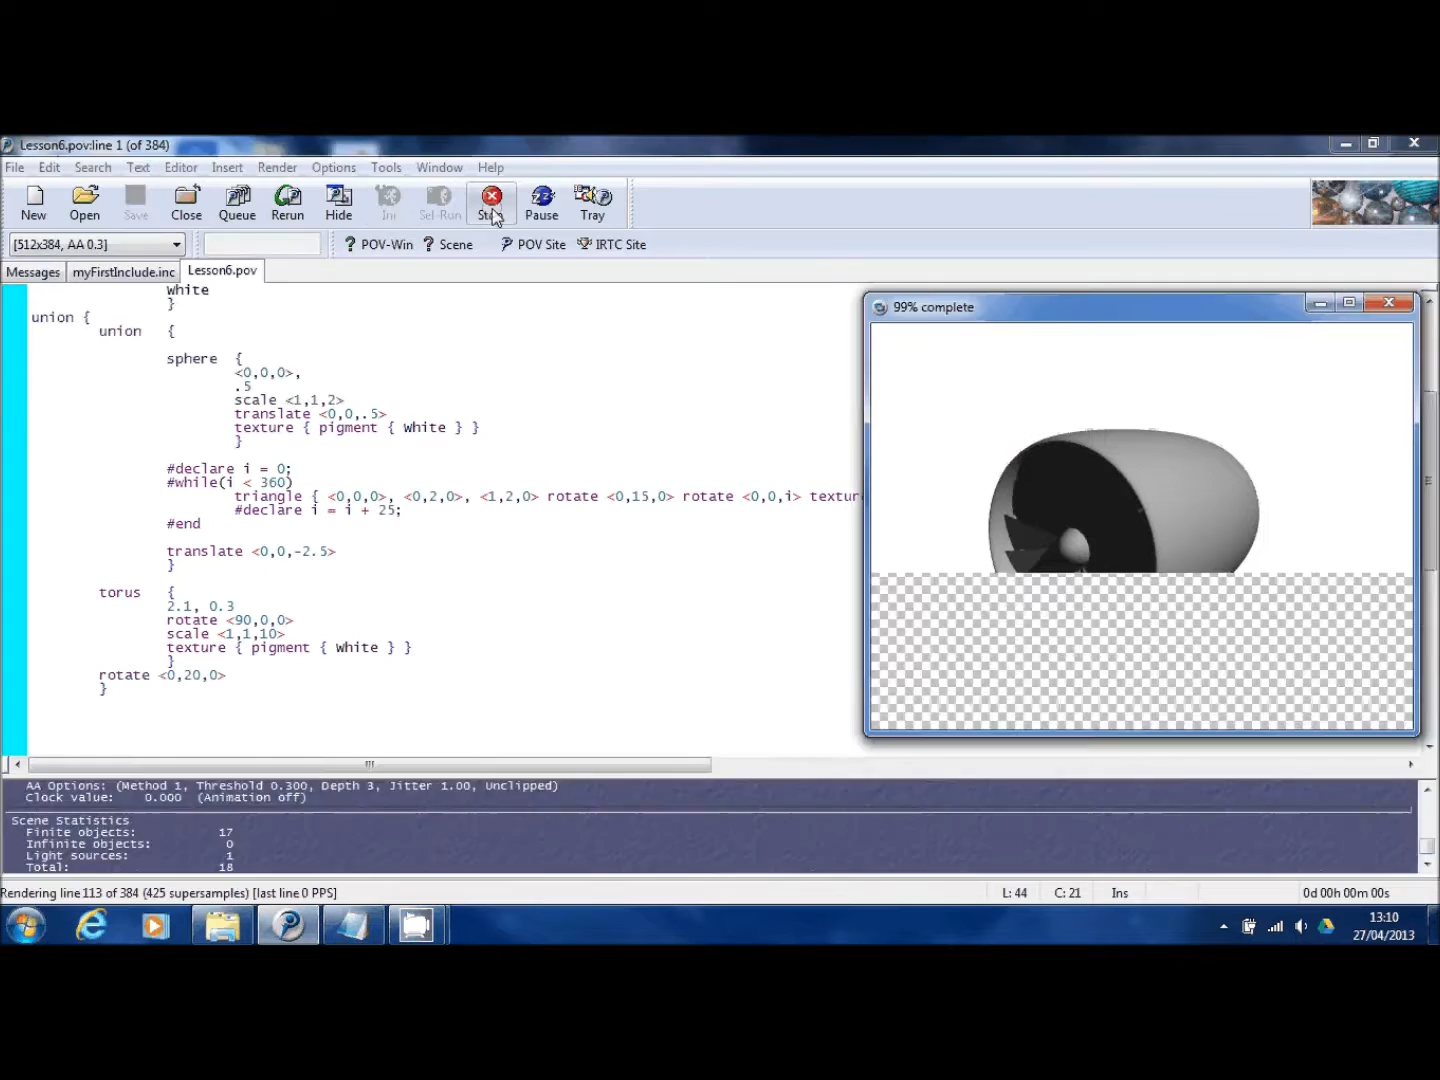 Lesson6.pov:line 1 (of 384)
File Edit Search Text Editor Insert Render Options Tools Window Help
New Open Save Close Queue Rerun Hide Ini Sel-Run Pause Tray
[512x384, AA 0.3] ? POV-Win ? Scene POV Site IRTC Site
Messages myFirstInclude.inc Lesson6.pov
White
}
union {
union {
sphere {
<0,0,0>,
.5
scale <1,1,2>
translate <0,0,.5>
texture { pigment { White } }
}
#declare i = 0;
#while(i < 360)
triangle { <0,0,0>, <0,2,0>, <1,2,0> rotate <0,15,0> rotate <0,0,i> texture
#declare i = i + 25;
#end
translate <0,0,-2.5>
}
torus {
2.1, 0.3
rotate <90,0,0>
scale <1,1,10>
texture { pigment { White } }
}
rotate <0,20,0>
}
99% complete
AA Options: (Method 1, Threshold 0.300, Depth 3, Jitter 1.00, Unclipped)
Clock value: 0.000 (Animation off)
Scene Statistics
Finite objects: 17
Infinite objects: 0
Light sources: 1
Total: 18
Rendering line 113 of 384 (425 supersamples) [last line 0 PPS] L: 44 C: 21 Ins 0d 00h 00m 00s
13:10
27/04/2013